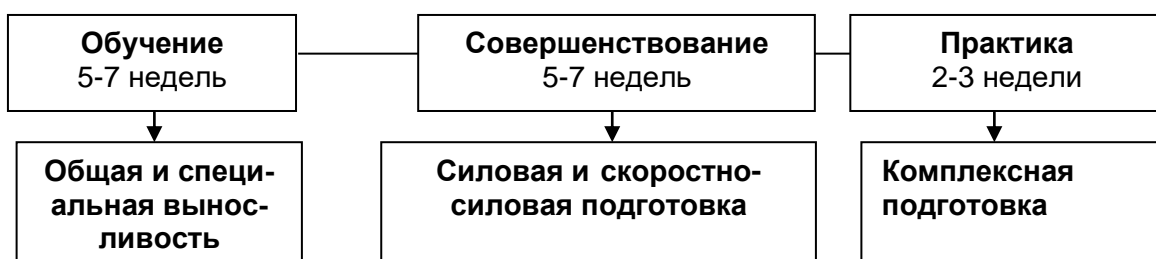 Обучение
5-7 недель
Совершенствование
5-7 недель
Практика
2-3 недели
Общая и специ-
альная вынос-
ливость
Силовая и скоростно-
силовая подготовка
Комплексная
подготовка